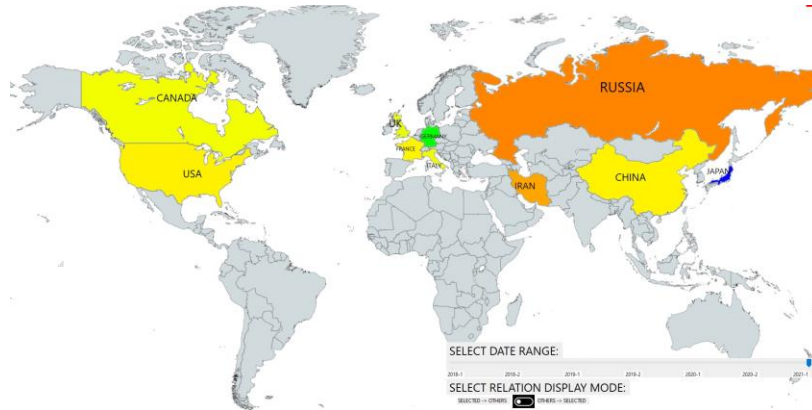 CANADA
USA
UK
GERMANY
FRANCE
ITALY
RUSSIA
IRAN
CHINA
JAPAN
SELECT DATE RANGE:
2018-1 2018-2 2019-1 2019-2 2020-1 2020-2 2021-1
SELECT RELATION DISPLAY MODE:
SELECTED -> OTHERS OTHERS -> SELECTED